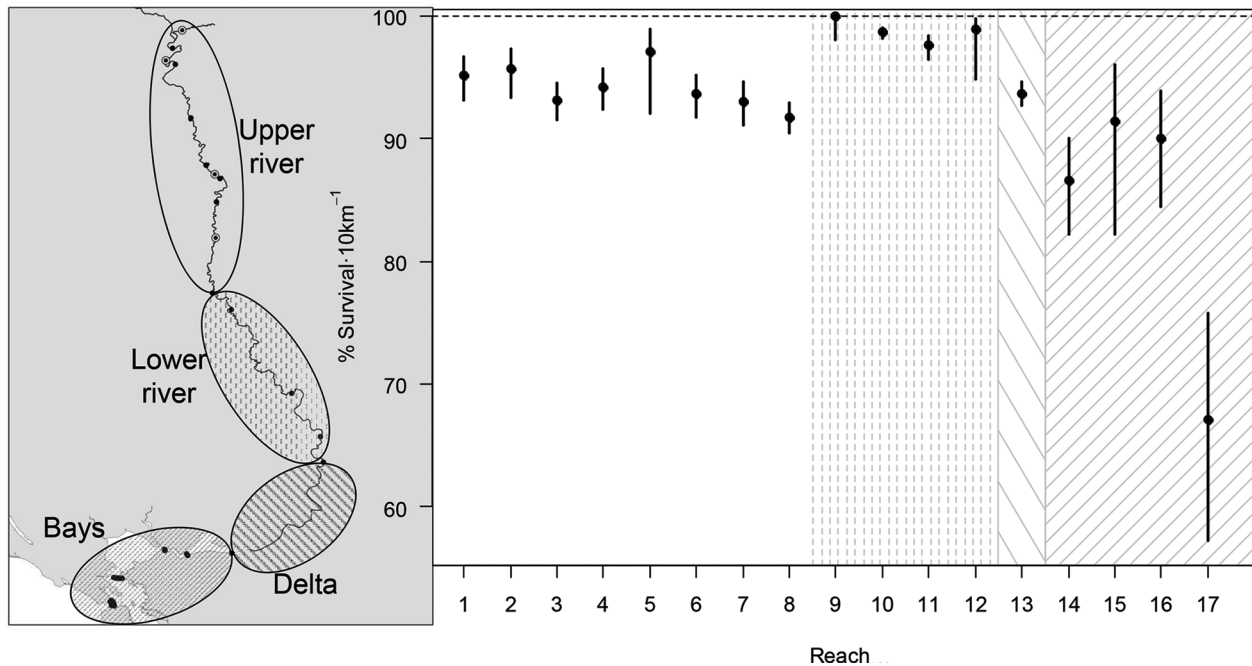 Upper
river
Lower
river
Bays
Delta
% Survival·10km⁻¹
100
90
80
70
60
1 2 3 4 5 6 7 8 9 10 11 12 13 14 15 16 17
Reach...